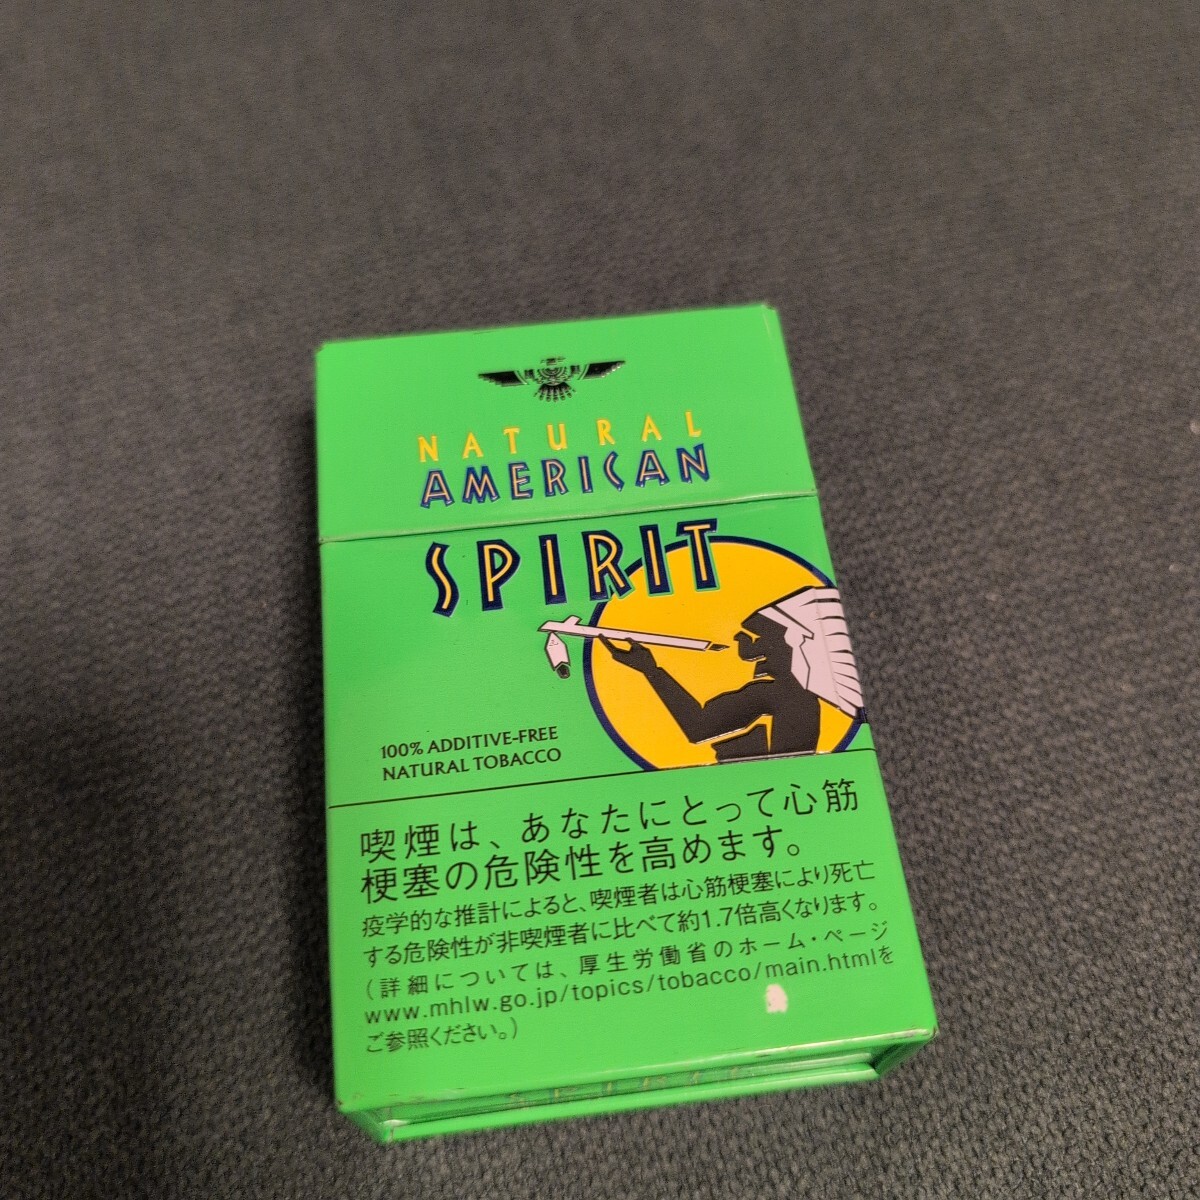 NATURAL
AMERICAN
SPIRIT
100% ADDITIVE-FREE
NATURAL TOBACCO
喫煙は、あなたにとって心筋
梗塞の危険性を高めます。
疫学的な推計によると、喫煙者は心筋梗塞により死亡
する危険性が非喫煙者に比べて約1.7倍高くなります。
(詳細については、厚生労働省のホーム・ページ
www.mhlw.go.jp/topics/tobacco/main.htmlを
ご参照ください。)